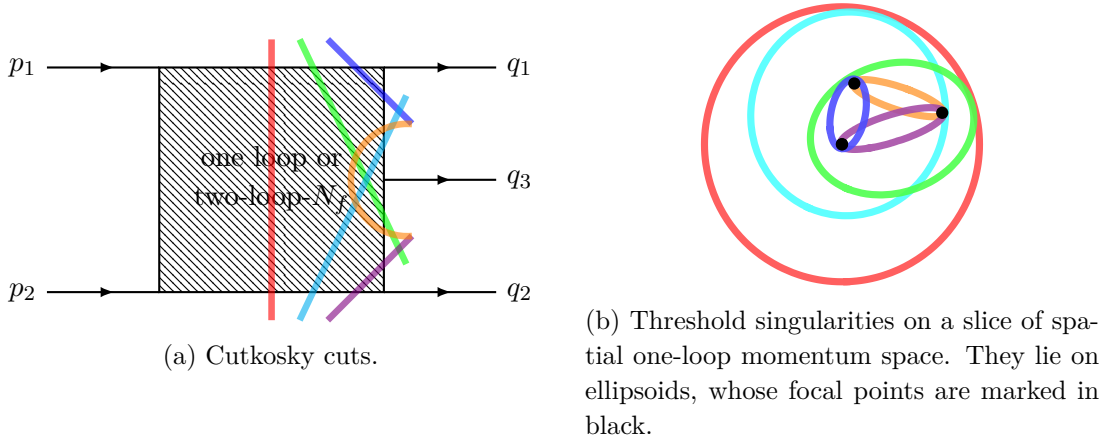 p₁
q₁
one loop or
two-loop-N_f
q₃
p₂
q₂
(a) Cutkosky cuts.
(b) Threshold singularities on a slice of spa-
tial one-loop momentum space. They lie on
ellipsoids, whose focal points are marked in
black.